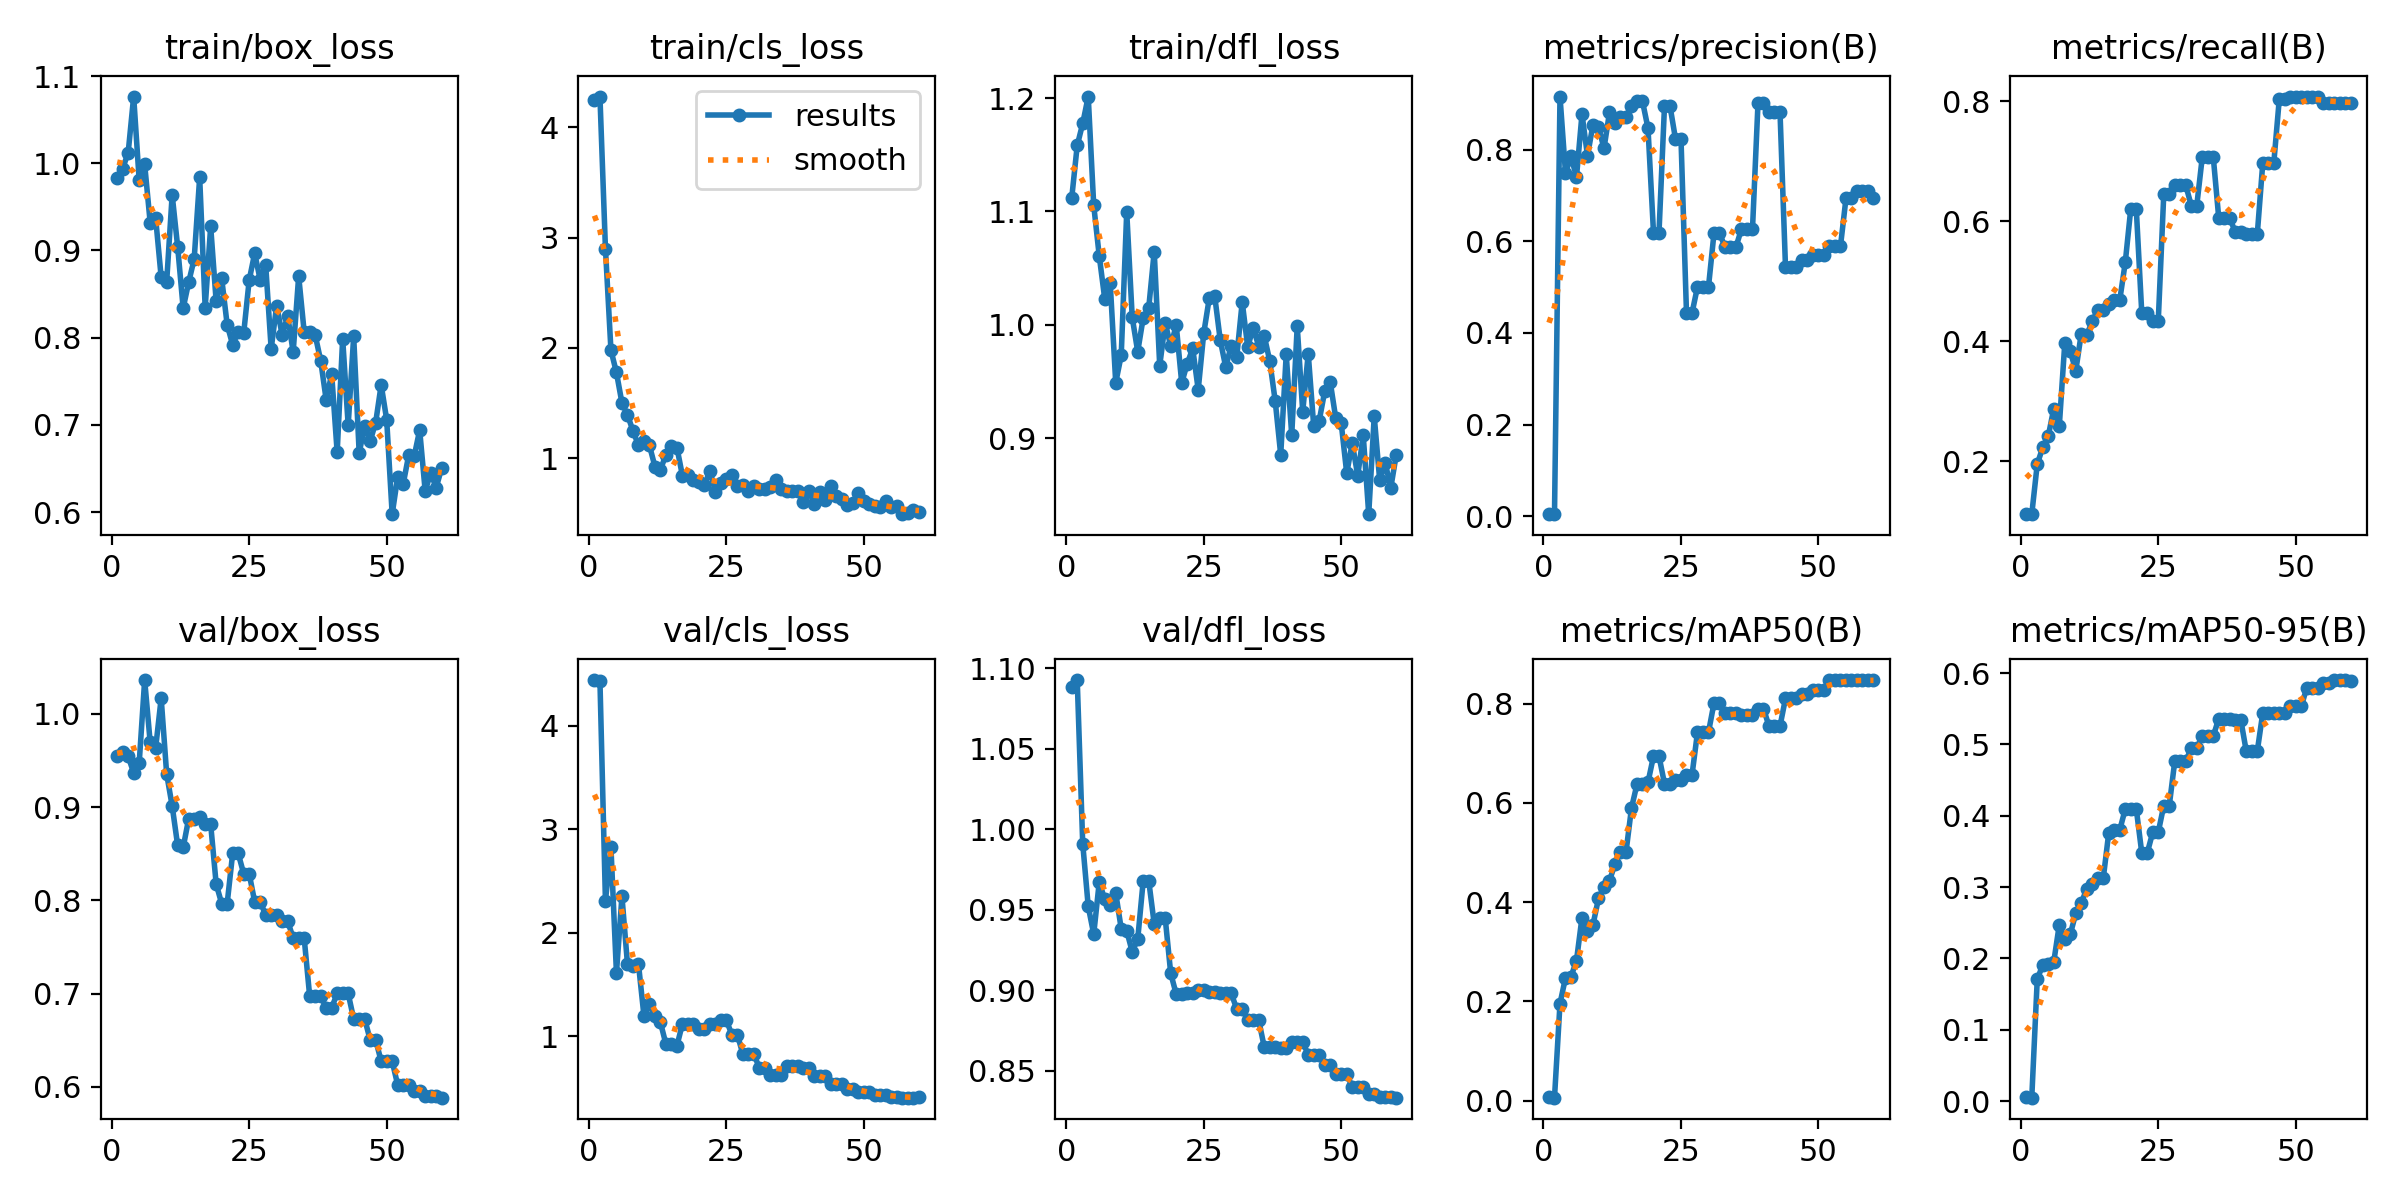 train/box_loss
1.1
1.0
0.9
0.8
0.7
0.6
0 25 50
train/cls_loss
results
smooth
4
3
2
1
0 25 50
train/dfl_loss
1.2
1.1
1.0
0.9
0 25 50
metrics/precision(B)
0.8
0.6
0.4
0.2
0.0
0 25 50
metrics/recall(B)
0.8
0.6
0.4
0.2
0 25 50
val/box_loss
1.0
0.9
0.8
0.7
0.6
0 25 50
val/cls_loss
4
3
2
1
0 25 50
val/dfl_loss
1.10
1.05
1.00
0.95
0.90
0.85
0 25 50
metrics/mAP50(B)
0.8
0.6
0.4
0.2
0.0
0 25 50
metrics/mAP50-95(B)
0.6
0.5
0.4
0.3
0.2
0.1
0.0
0 25 50